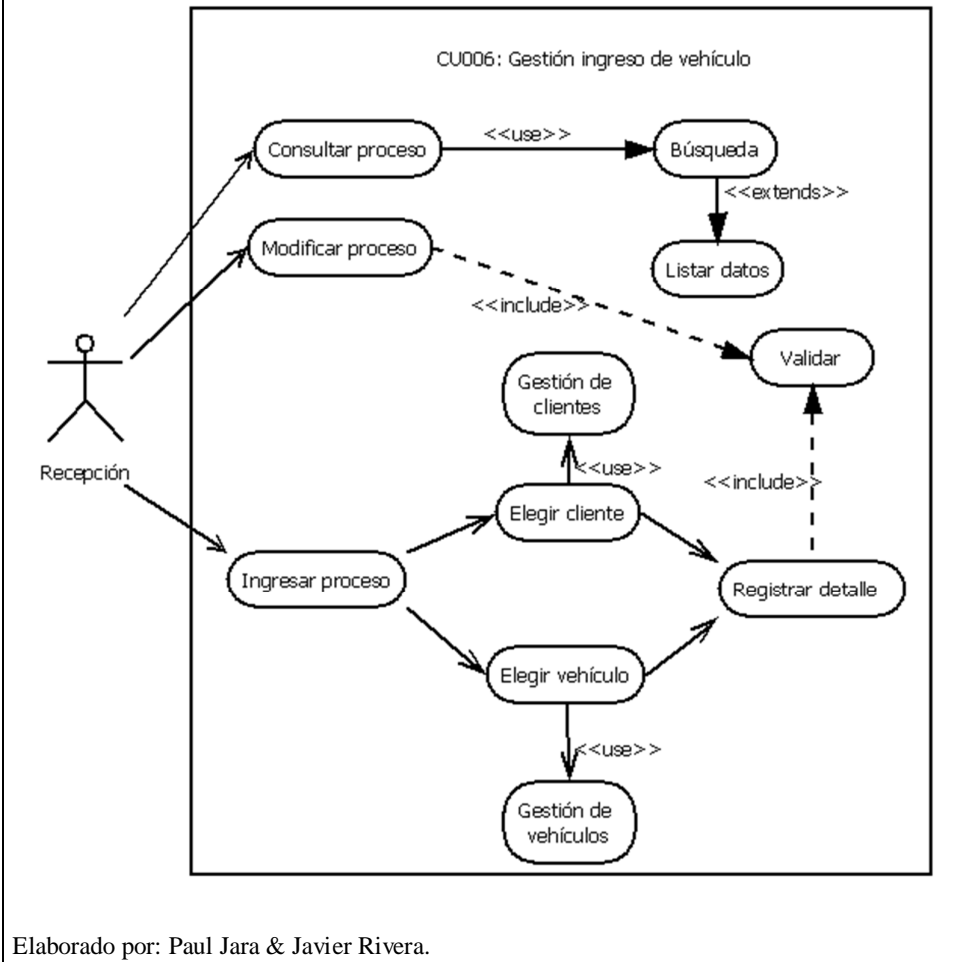 CU006: Gestión ingreso de vehículo
<<use>>
Consultar proceso
Búsqueda
<<extends>>
Modificar proceso
Listar datos
<<include>>
Validar
Gestión de
clientes
Recepción
<<use>>
<<include>>
Elegir cliente
Ingresar proceso
Registrar detalle
Elegir vehículo
<<use>>
Gestión de
vehículos
Elaborado por: Paul Jara & Javier Rivera.